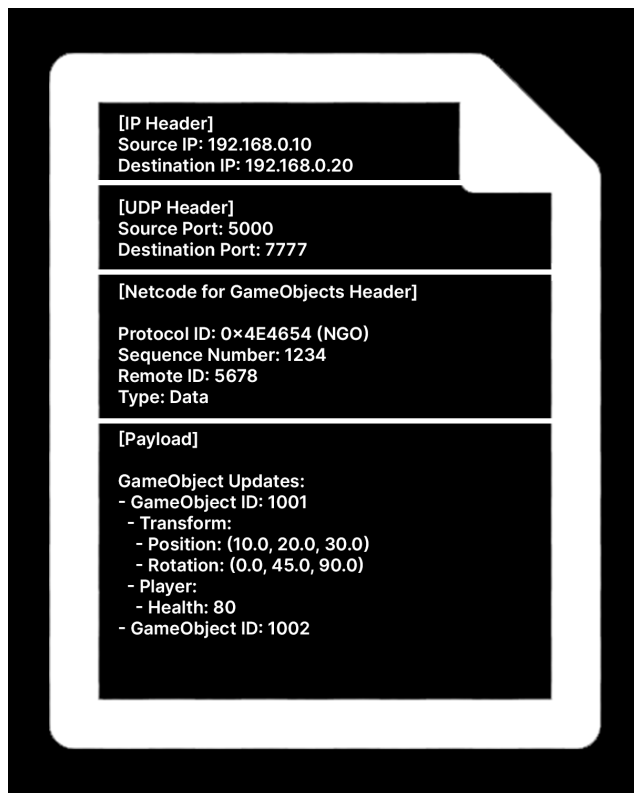 [IP Header]
Source IP: 192.168.0.10
Destination IP: 192.168.0.20
[UDP Header]
Source Port: 5000
Destination Port: 7777
[Netcode for GameObjects Header]
Protocol ID: 0×4E4654 (NGO)
Sequence Number: 1234
Remote ID: 5678
Type: Data
[Payload]
GameObject Updates:
- GameObject ID: 1001
- Transform:
- Position: (10.0, 20.0, 30.0)
- Rotation: (0.0, 45.0, 90.0)
- Player:
- Health: 80
- GameObject ID: 1002